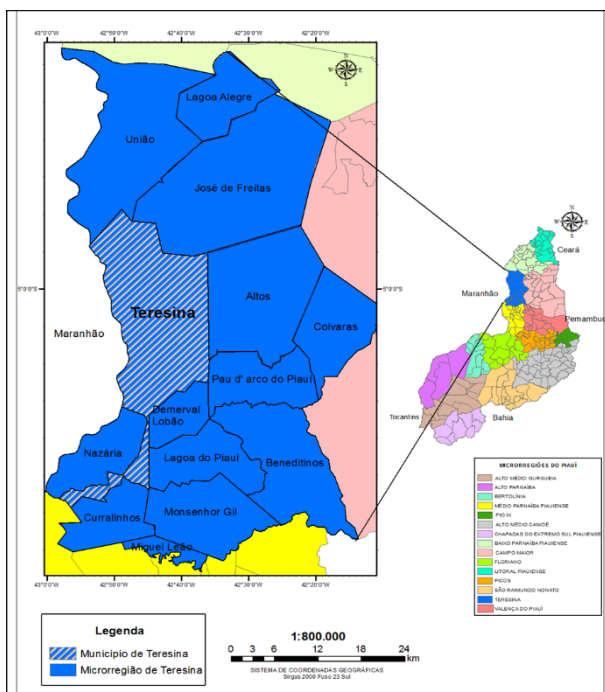 43°0'0"W
42°50'0"W
42°40'0"W
42°30'0"W
42°20'0"W
N
W
E
S
Lagoa Alegre
União
José de Freitas
5°0'0"S
5°0'0"S
Teresina
Altos
Maranhão
Coivaras
Pau d' arco do Piauí
Demerval
Lobão
Nazária
Lagoa do Piauí
Beneditinos
Monsenhor Gil
Curralinhos
Miguel Leão
43°0'0"W
42°50'0"W
42°40'0"W
42°30'0"W
42°20'0"W
N
W
E
S
Ceará
Maranhão
Pernambuc
Tocantins
Bahia
MICRORREGIÕES DO PIAUÍ
ALTO MÉDIO GURGUEIA
ALTO PARNAÍBA
BERTOLÍNIA
MÉDIO PARNAÍBA PIAUIENSE
PIO IX
ALTO MÉDIO CANIDÉ
CHAPADAS DO EXTREMO SUL PIAUIENSE
BAIXO PARNAÍBA PIAUIENSE
CAMPO MAIOR
FLORIANO
LITORAL PIAUIENSE
PICOS
SÃO RAIMUNDO NONATO
TERESINA
VALENÇA DO PIAUÍ
Legenda
Município de Teresina
Microrregião de Teresina
1:800.000
0 3 6 12 18 24
km
SISTEMA DE COORDENADAS GEOGRÁFICAS
Sirgas 2000 Fuso 23 Sul